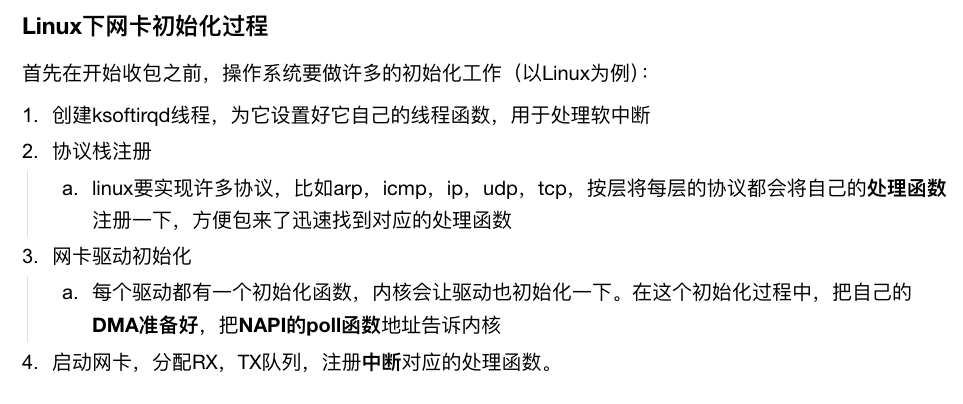 Linux下网卡初始化过程
首先在开始收包之前，操作系统要做许多的初始化工作（以Linux为例）：
1. 创建ksoftirqd线程，为它设置好它自己的线程函数，用于处理软中断
2. 协议栈注册
a. linux要实现许多协议，比如arp，icmp，ip，udp，tcp，按层将每层的协议都会将自己的处理函数
注册一下，方便包来了迅速找到对应的处理函数
3. 网卡驱动初始化
a. 每个驱动都有一个初始化函数，内核会让驱动也初始化一下。在这个初始化过程中，把自己的
DMA准备好，把NAPI的poll函数地址告诉内核
4. 启动网卡，分配RX，TX队列，注册中断对应的处理函数。